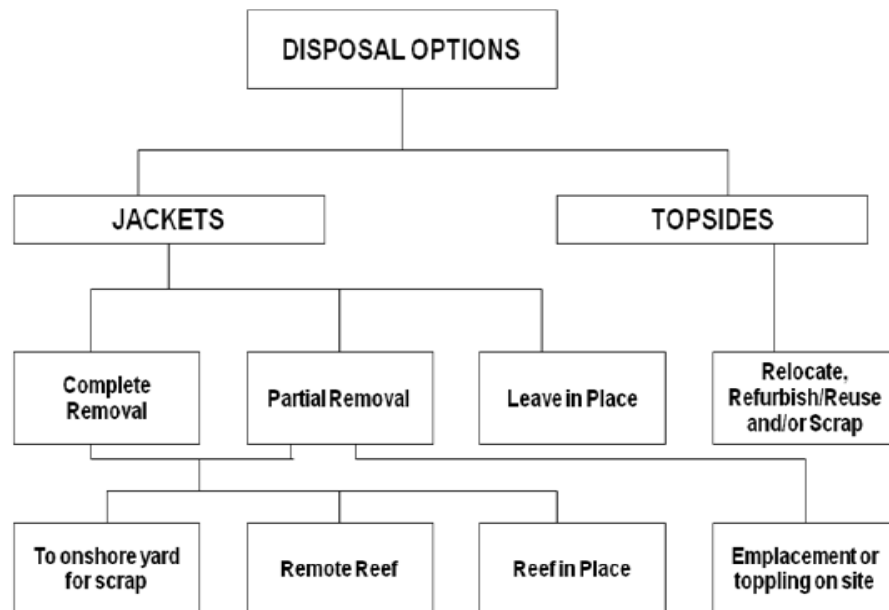 DISPOSAL OPTIONS
JACKETS
TOPSIDES
Complete
Removal
Partial Removal
Leave in Place
Relocate,
Refurbish/Reuse
and/or Scrap
To onshore yard
for scrap
Remote Reef
Reef in Place
Emplacement or
toppling on site